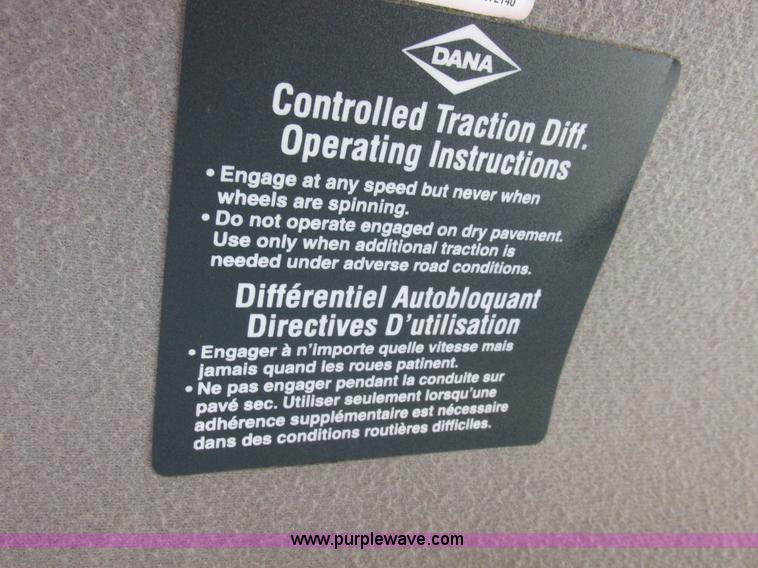 DANA
Controlled Traction Diff.
Operating Instructions
• Engage at any speed but never when
wheels are spinning.
• Do not operate engaged on dry pavement.
Use only when additional traction is
needed under adverse road conditions.
Différentiel Autobloquant
Directives D'utilisation
• Engager à n'importe quelle vitesse mais
jamais quand les roues patinent.
• Ne pas engager pendant la conduite sur
pavé sec. Utiliser seulement lorsqu'une
adhérence supplémentaire est nécessaire
dans des conditions routières difficiles.
www.purplewave.com